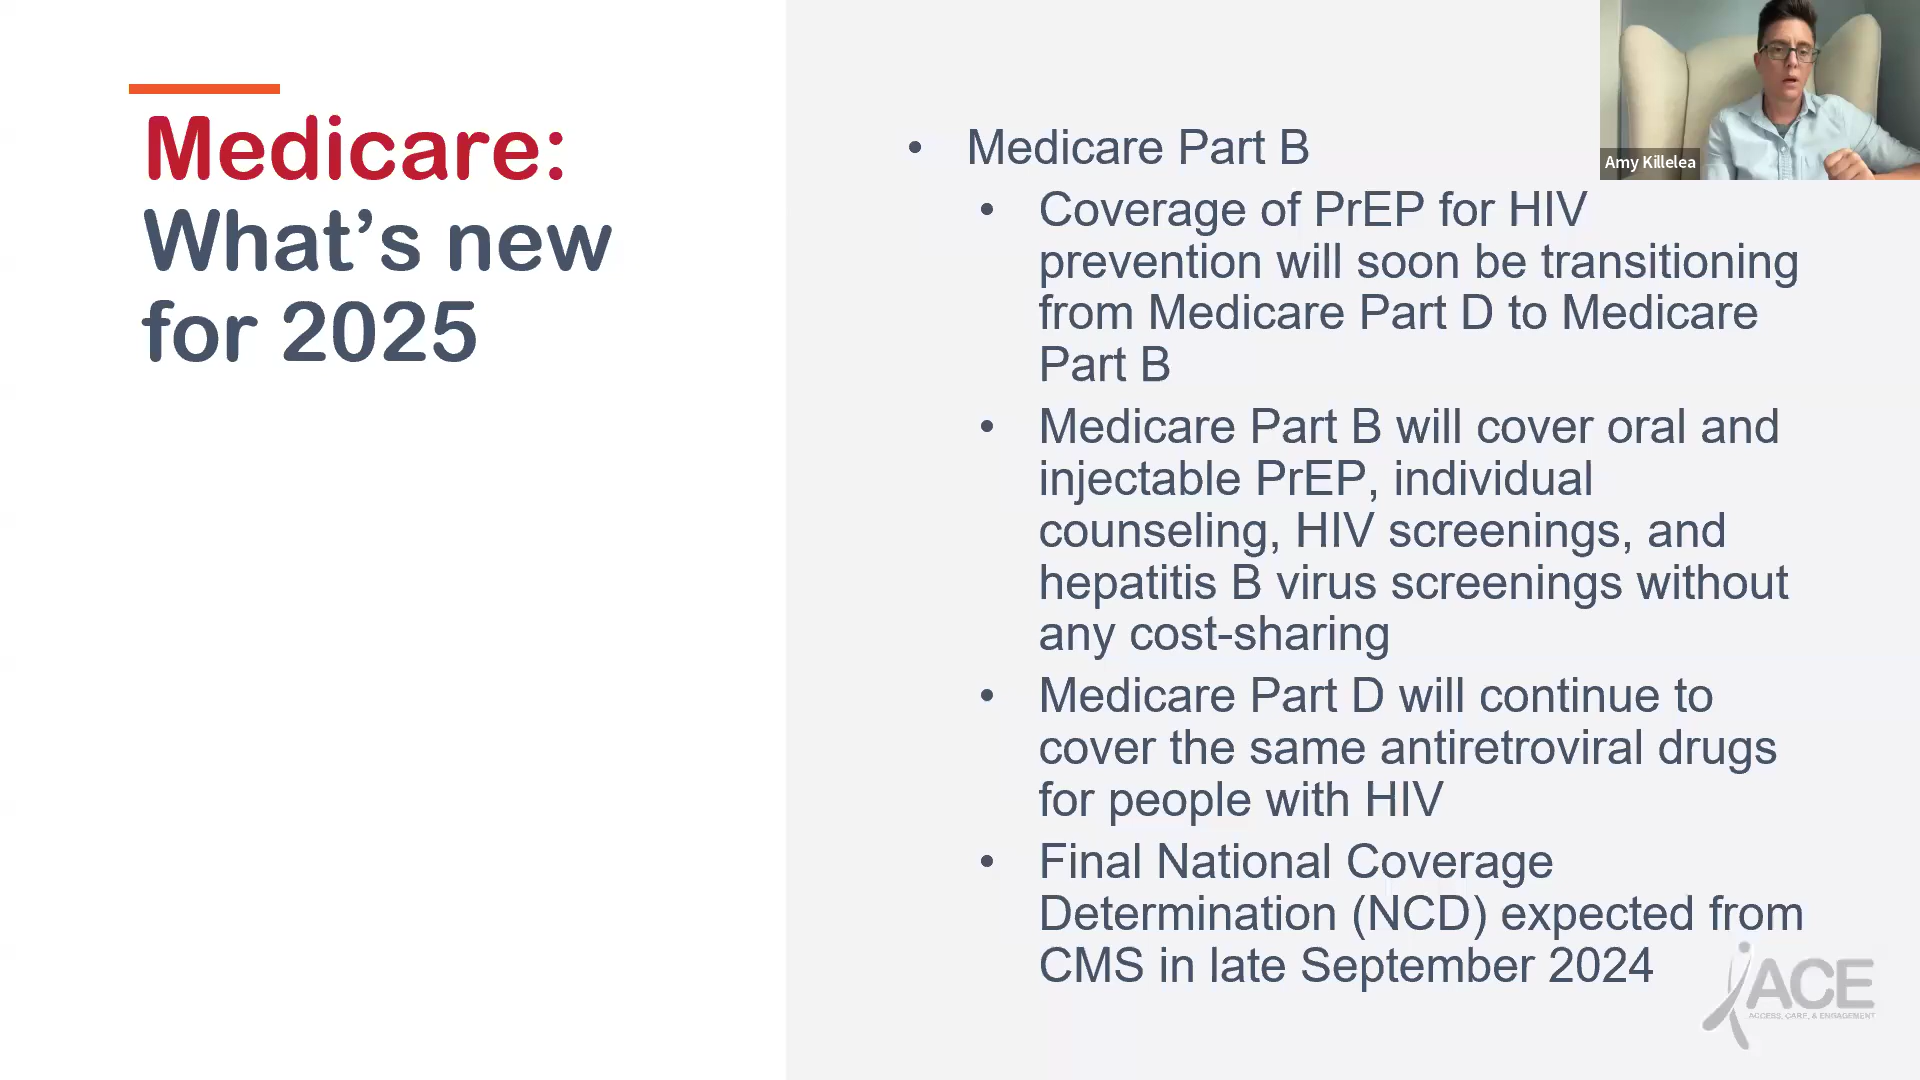 Medicare:
What’s new
for 2025
• Medicare Part B
• Coverage of PrEP for HIV
prevention will soon be transitioning
from Medicare Part D to Medicare
Part B
• Medicare Part B will cover oral and
injectable PrEP, individual
counseling, HIV screenings, and
hepatitis B virus screenings without
any cost-sharing
• Medicare Part D will continue to
cover the same antiretroviral drugs
for people with HIV
• Final National Coverage
Determination (NCD) expected from
CMS in late September 2024
Amy Killelea
ACE
ACCESS, CARE, & ENGAGEMENT